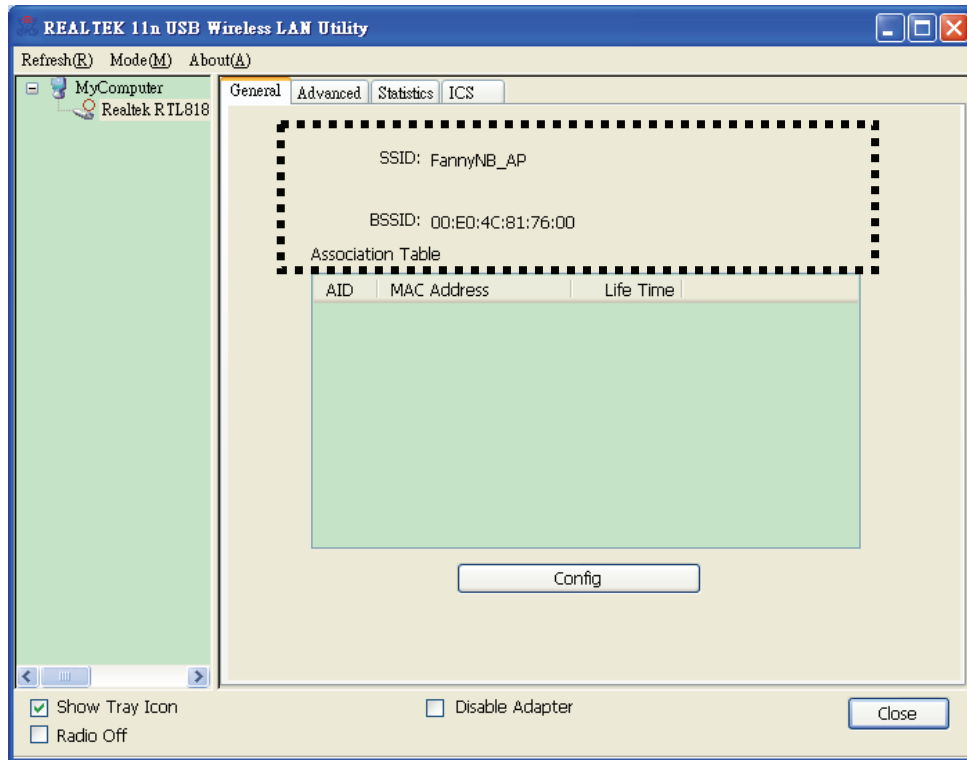 REALTEK 11n USB Wireless LAN Utility
Refresh(R) Mode(M) About(A)
MyComputer
Realtek RTL818
General Advanced Statistics ICS
SSID: FannyNB_AP
BSSID: 00:E0:4C:81:76:00
Association Table
AID MAC Address Life Time
Config
Show Tray Icon
Radio Off
Disable Adapter
Close